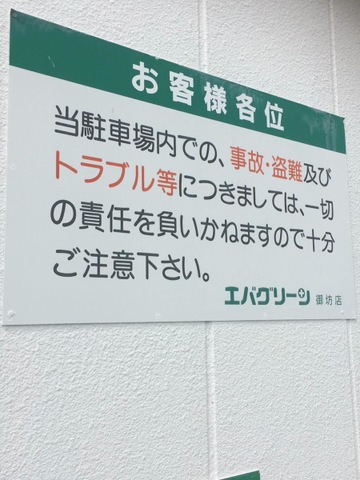 お客様各位
当駐車場内での、事故・盗難及び
トラブル等につきましては、一切
の責任を負いかねますので十分
ご注意下さい。
エバグリーン 御坊店